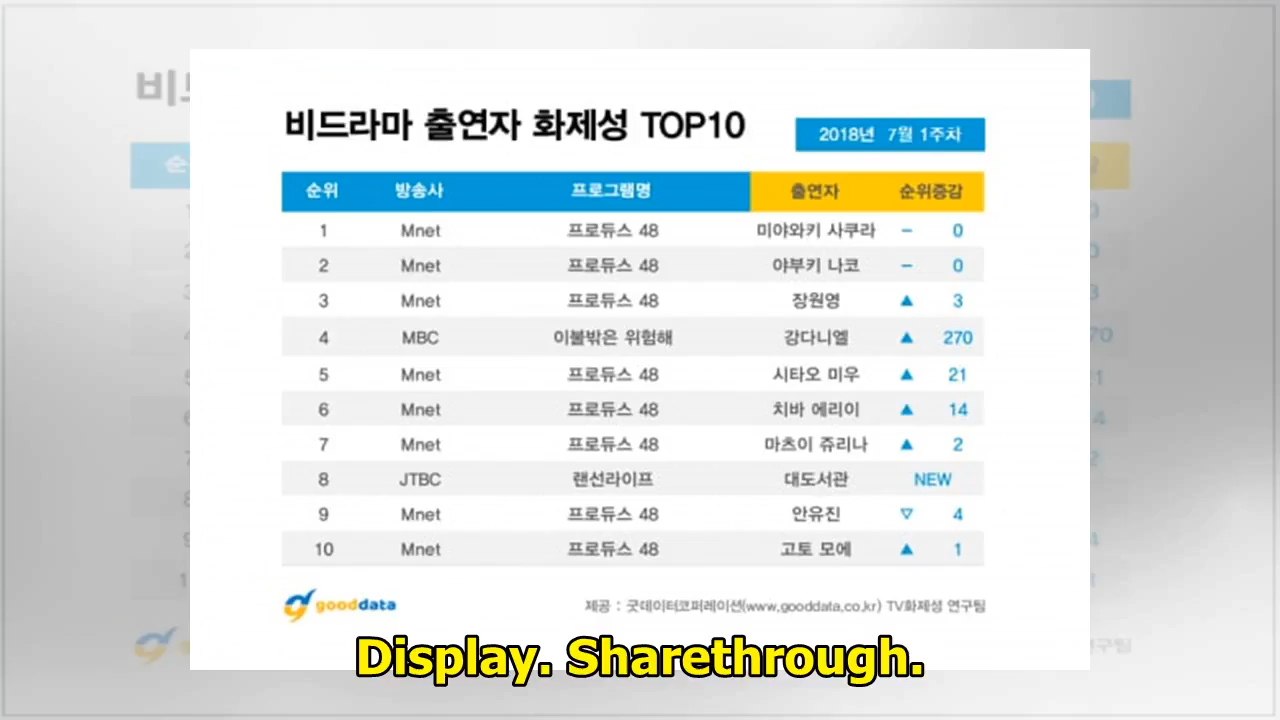 비드라마 출연자 화제성 TOP10
2018년 7월 1주차
순위 방송사 프로그램명 출연자 순위증감
1 Mnet 프로듀스 48 미야와키 사쿠라 – 0
2 Mnet 프로듀스 48 야부키 나코 – 0
3 Mnet 프로듀스 48 장원영 ▲ 3
4 MBC 이불밖은 위험해 강다니엘 ▲ 270
5 Mnet 프로듀스 48 시타오 미우 ▲ 21
6 Mnet 프로듀스 48 치바 에리이 ▲ 14
7 Mnet 프로듀스 48 마츠이 쥬리나 ▲ 2
8 JTBC 랜선라이프 대도서관 NEW
9 Mnet 프로듀스 48 안유진 ▽ 4
10 Mnet 프로듀스 48 고토 모에 ▲ 1
gooddata 제공 : 굿데이터코퍼레이션(www.gooddata.co.kr) TV화제성 연구팀
Display. Sharethrough.